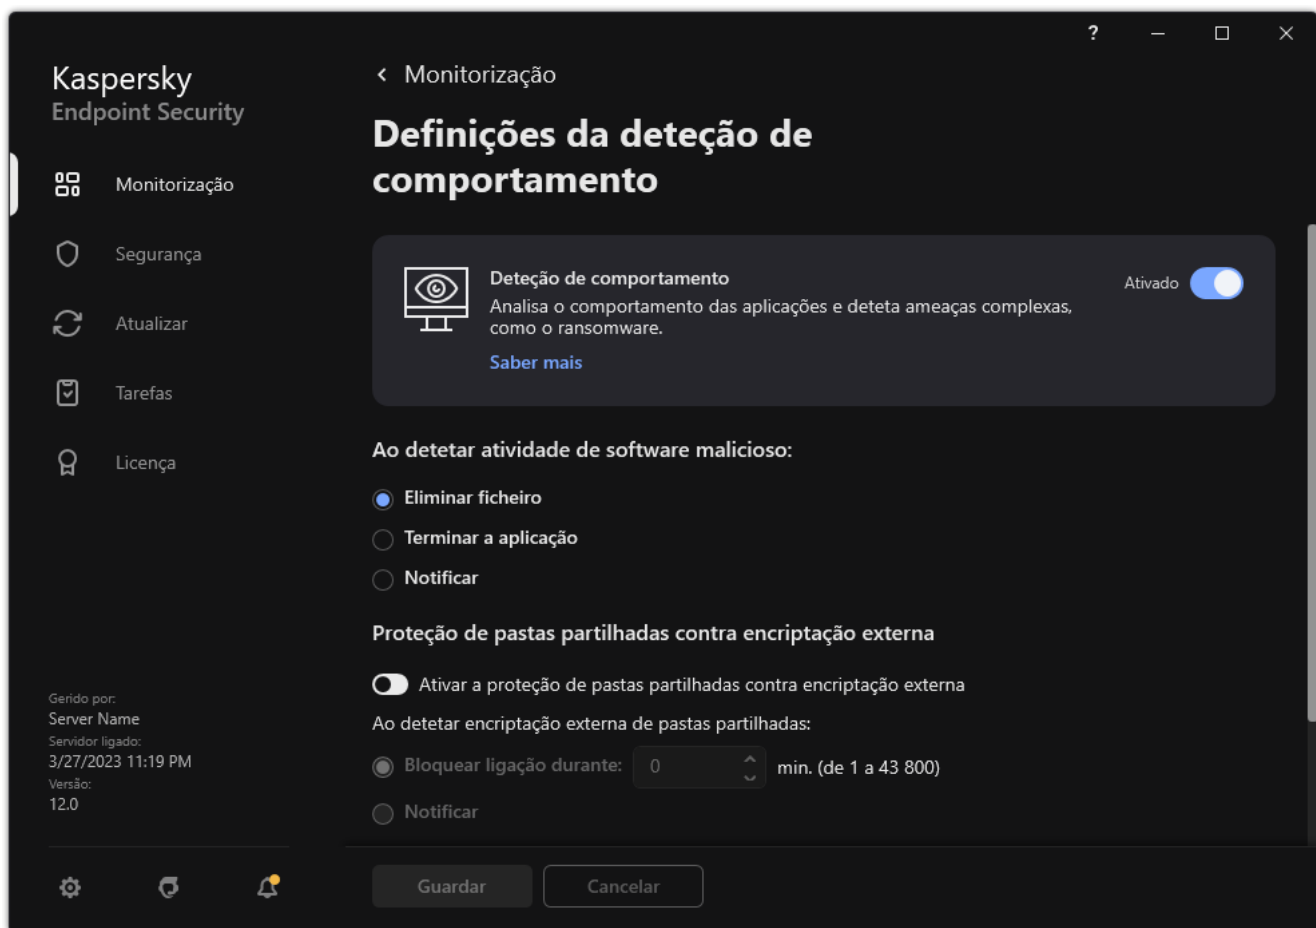 ?
Kaspersky
Endpoint Security
Monitorização
Segurança
Atualizar
Tarefas
Licença
Gerido por:
Server Name
Servidor ligado:
3/27/2023 11:19 PM
Versão:
12.0
Monitorização
Definições da deteção de
comportamento
Deteção de comportamento
Analisa o comportamento das aplicações e deteta ameaças complexas,
como o ransomware.
Saber mais
Ativado
Ao detetar atividade de software malicioso:
Eliminar ficheiro
Terminar a aplicação
Notificar
Proteção de pastas partilhadas contra encriptação externa
Ativar a proteção de pastas partilhadas contra encriptação externa
Ao detetar encriptação externa de pastas partilhadas:
Bloquear ligação durante: 0 min. (de 1 a 43 800)
Notificar
Guardar Cancelar